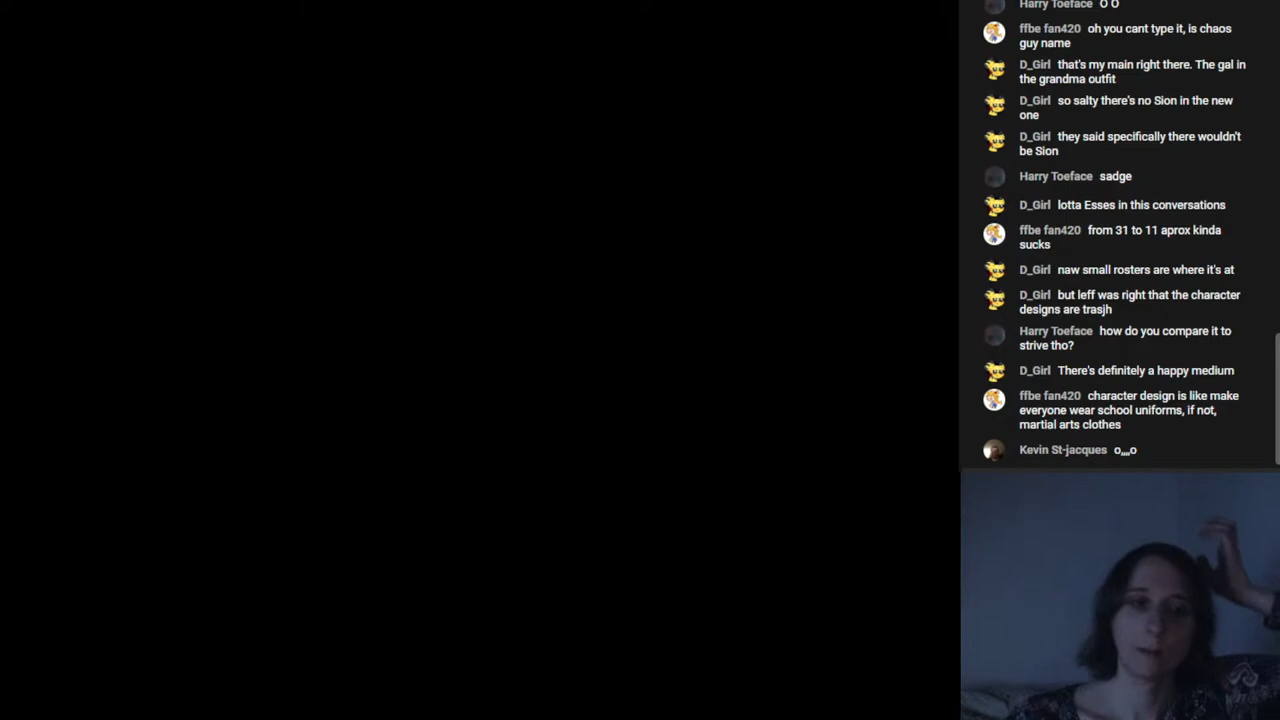 Harry Toeface O O
ffbe fan420 oh you cant type it, is chaos
guy name
D_Girl that's my main right there. The gal in
the grandma outfit
D_Girl so salty there's no Sion in the new
one
D_Girl they said specifically there wouldn't
be Sion
Harry Toeface sadge
D_Girl lotta Esses in this conversations
ffbe fan420 from 31 to 11 aprox kinda
sucks
D_Girl naw small rosters are where it's at
D_Girl but leff was right that the character
designs are trasjh
Harry Toeface how do you compare it to
strive tho?
D_Girl There's definitely a happy medium
ffbe fan420 character design is like make
everyone wear school uniforms, if not,
martial arts clothes
Kevin St-jacques o,,,,o